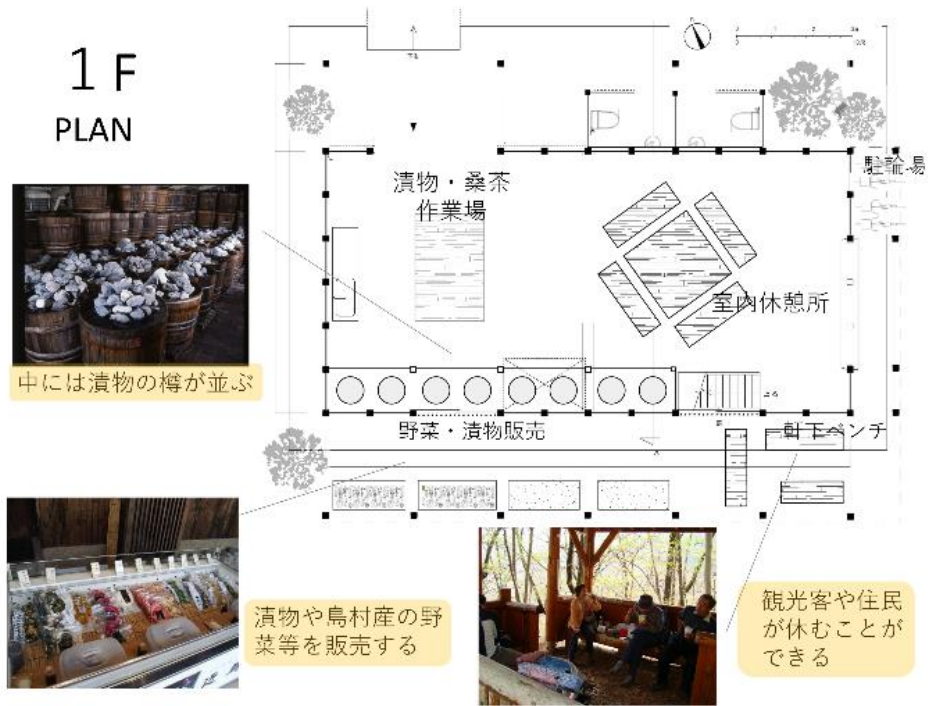 1F
PLAN
漬物・桑茶
作業場
駐輪場
室内休憩所
中には漬物の樽が並ぶ
野菜・漬物販売
軒下ベンチ
漬物や島村産の野
菜等を販売する
観光客や住民
が休むことが
できる